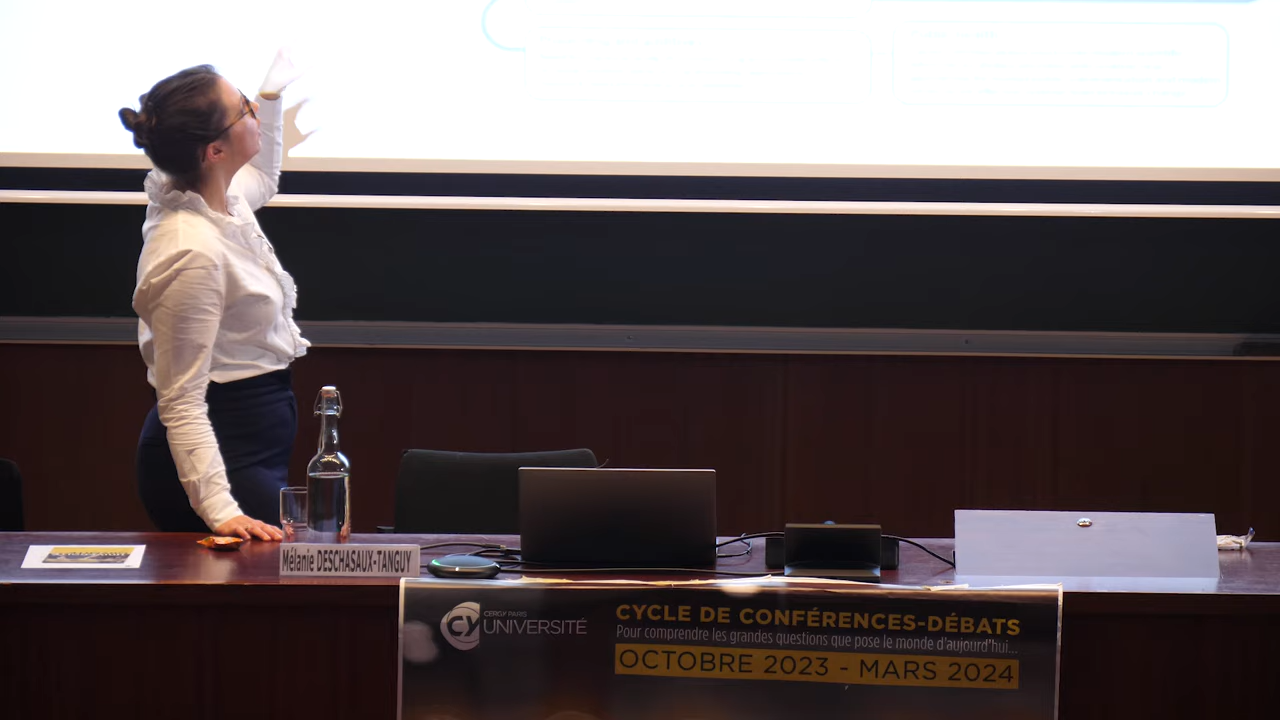 Mélanie DESCHASAUX-TANGUY
CY
CERGY PARIS
UNIVERSITÉ
CYCLE DE CONFÉRENCES-DÉBATS
Pour comprendre les grandes questions que pose le monde d'aujourd'hui...
OCTOBRE 2023 - MARS 2024